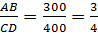 AB/CD = 300/400 = 3/4